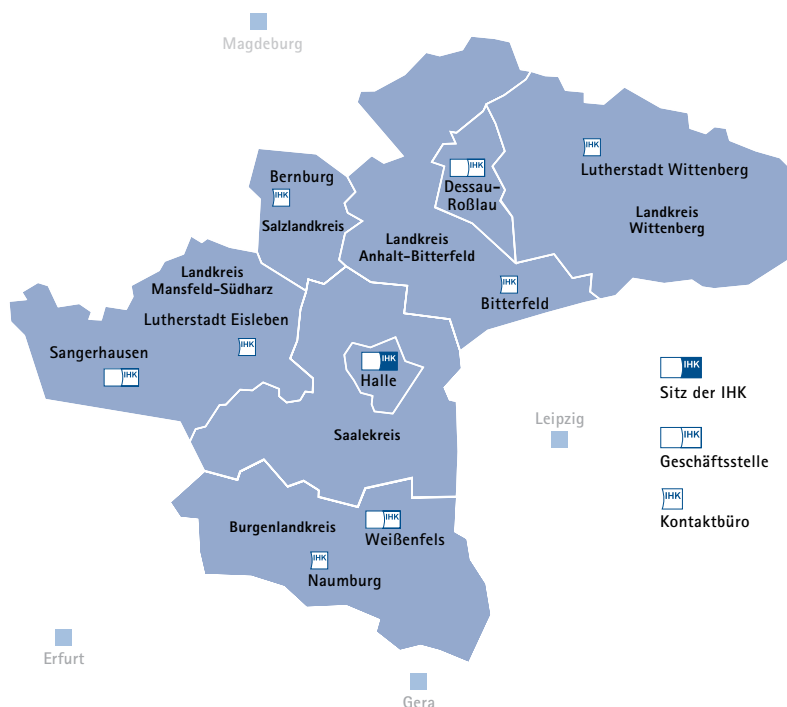 Magdeburg
IHK
Lutherstadt Wittenberg
Landkreis
Wittenberg
IHK
Dessau-
Roßlau
Bernburg
IHK
Salzlandkreis
Landkreis
Anhalt-Bitterfeld
IHK
Bitterfeld
Landkreis
Mansfeld-Südharz
Lutherstadt Eisleben
IHK
Sangerhausen
IHK
IHK
Halle
Saalekreis
Leipzig
IHK
Sitz der IHK
IHK
Geschäftsstelle
IHK
Kontaktbüro
Burgenlandkreis
IHK
Weißenfels
IHK
Naumburg
Erfurt
Gera